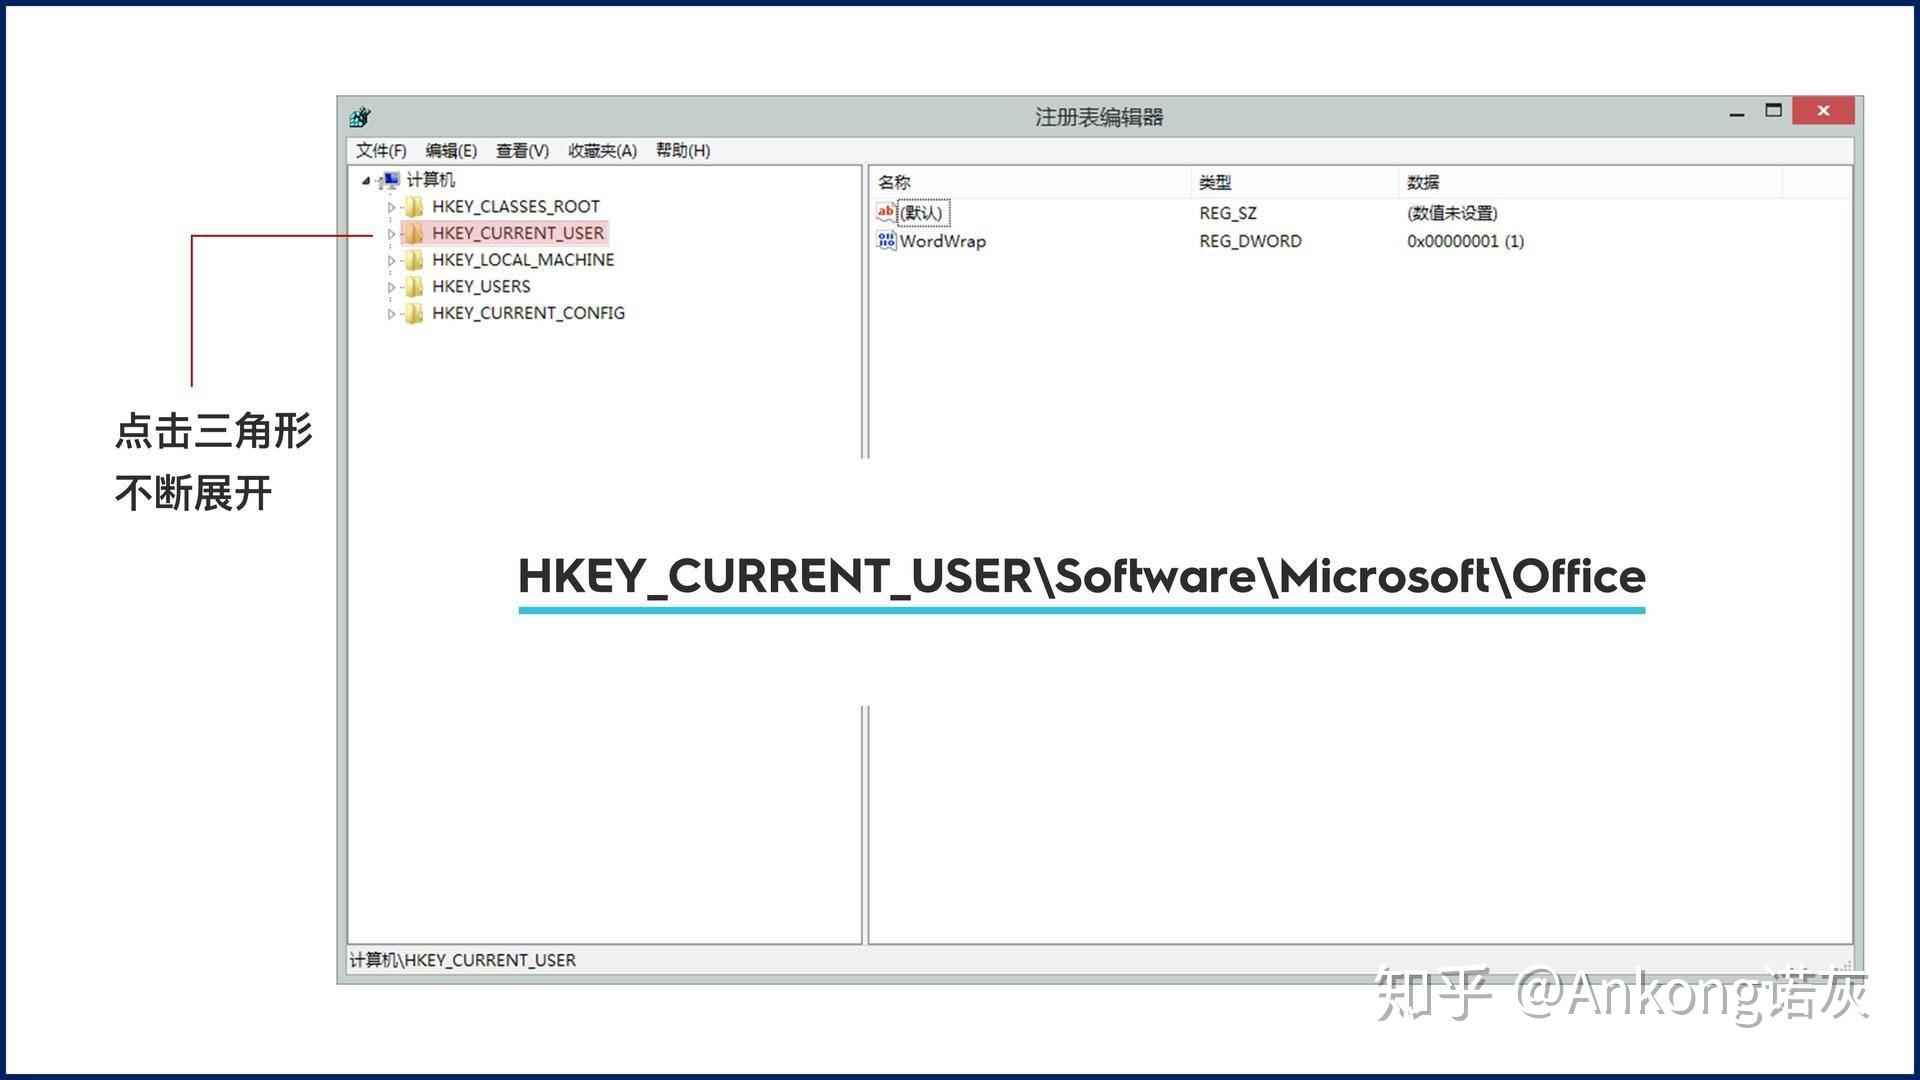 注册表编辑器
文件(F) 编辑(E) 查看(V) 收藏夹(A) 帮助(H)
计算机
HKEY_CLASSES_ROOT
HKEY_CURRENT_USER
HKEY_LOCAL_MACHINE
HKEY_USERS
HKEY_CURRENT_CONFIG
名称 类型 数据
(默认) REG_SZ (数值未设置)
WordWrap REG_DWORD 0x00000001 (1)
点击三角形
不断展开
HKEY_CURRENT_USER\Software\Microsoft\Office
计算机\HKEY_CURRENT_USER
知乎 @Ankong诺灰